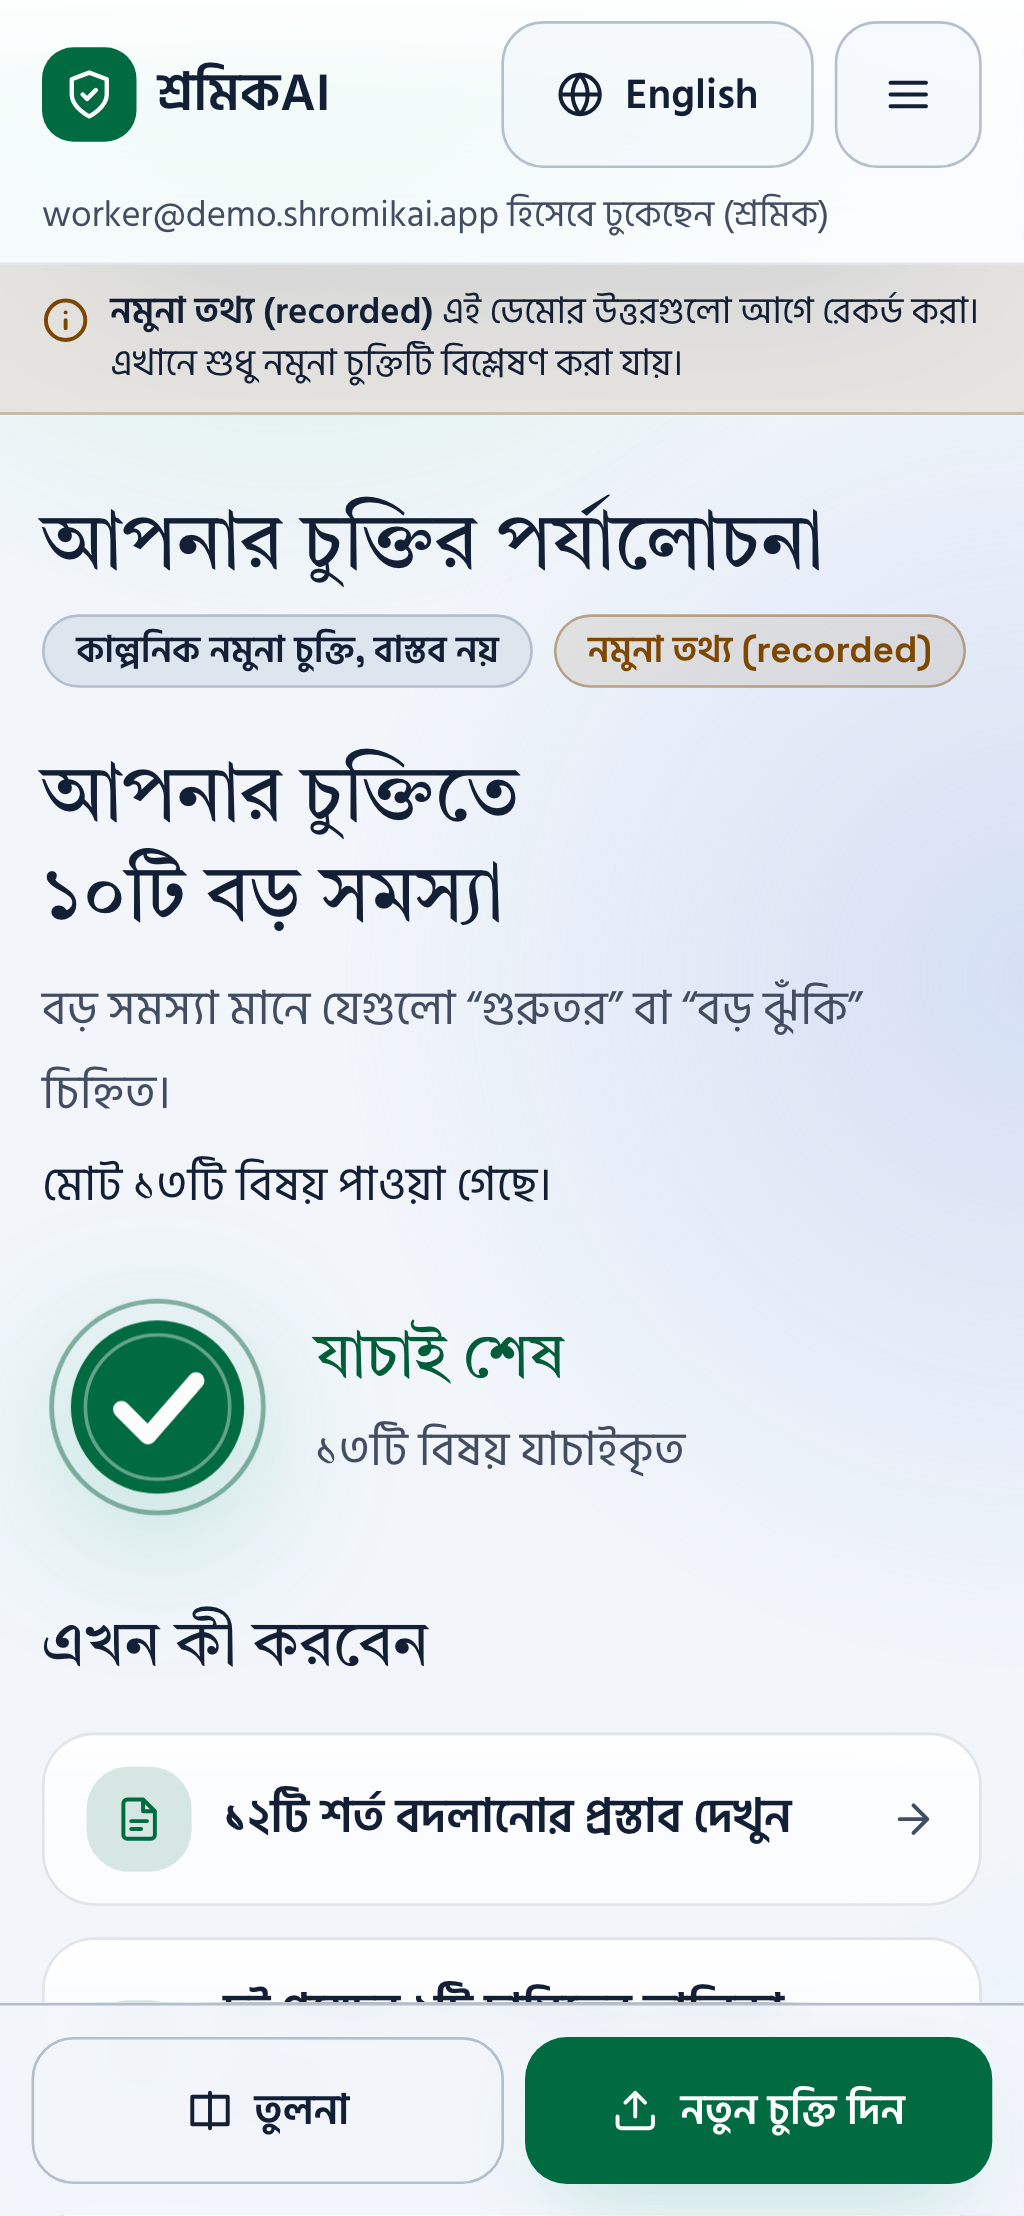 শ্রমিকAI
English
worker@demo.shromikai.app হিসেবে ঢুকেছেন (শ্রমিক)
নমুনা তথ্য (recorded) এই ডেমোর উত্তরগুলো আগে রেকর্ড করা।
এখানে শুধু নমুনা চুক্তিটি বিশ্লেষণ করা যায়।
আপনার চুক্তির পর্যালোচনা
কাল্পনিক নমুনা চুক্তি, বাস্তব নয়
নমুনা তথ্য (recorded)
আপনার চুক্তিতে
১০টি বড় সমস্যা
বড় সমস্যা মানে যেগুলো “গুরুতর” বা “বড় ঝুঁকি”
চিহ্নিত।
মোট ১৩টি বিষয় পাওয়া গেছে।
যাচাই শেষ
১৩টি বিষয় যাচাইকৃত
এখন কী করবেন
১২টি শর্ত বদলানোর প্রস্তাব দেখুন
তুলনা
নতুন চুক্তি দিন